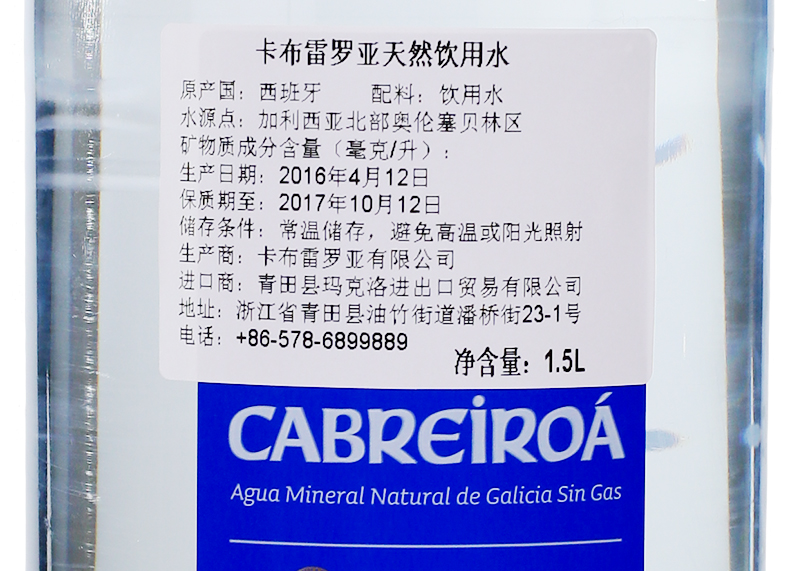 卡布雷罗亚天然饮用水
原产国：西班牙 配料：饮用水
水源点：加利西亚北部奥伦塞贝林区
矿物质成分含量（毫克/升）：
生产日期：2016年4月12日
保质期至：2017年10月12日
储存条件：常温储存，避免高温或阳光照射
生产商：卡布雷罗亚有限公司
进口商：青田县玛克洛进出口贸易有限公司
地址：浙江省青田县油竹街道潘桥街23-1号
电话：+86-578-6899889
净含量：1.5L
CABREIROÁ
Agua Mineral Natural de Galicia Sin Gas